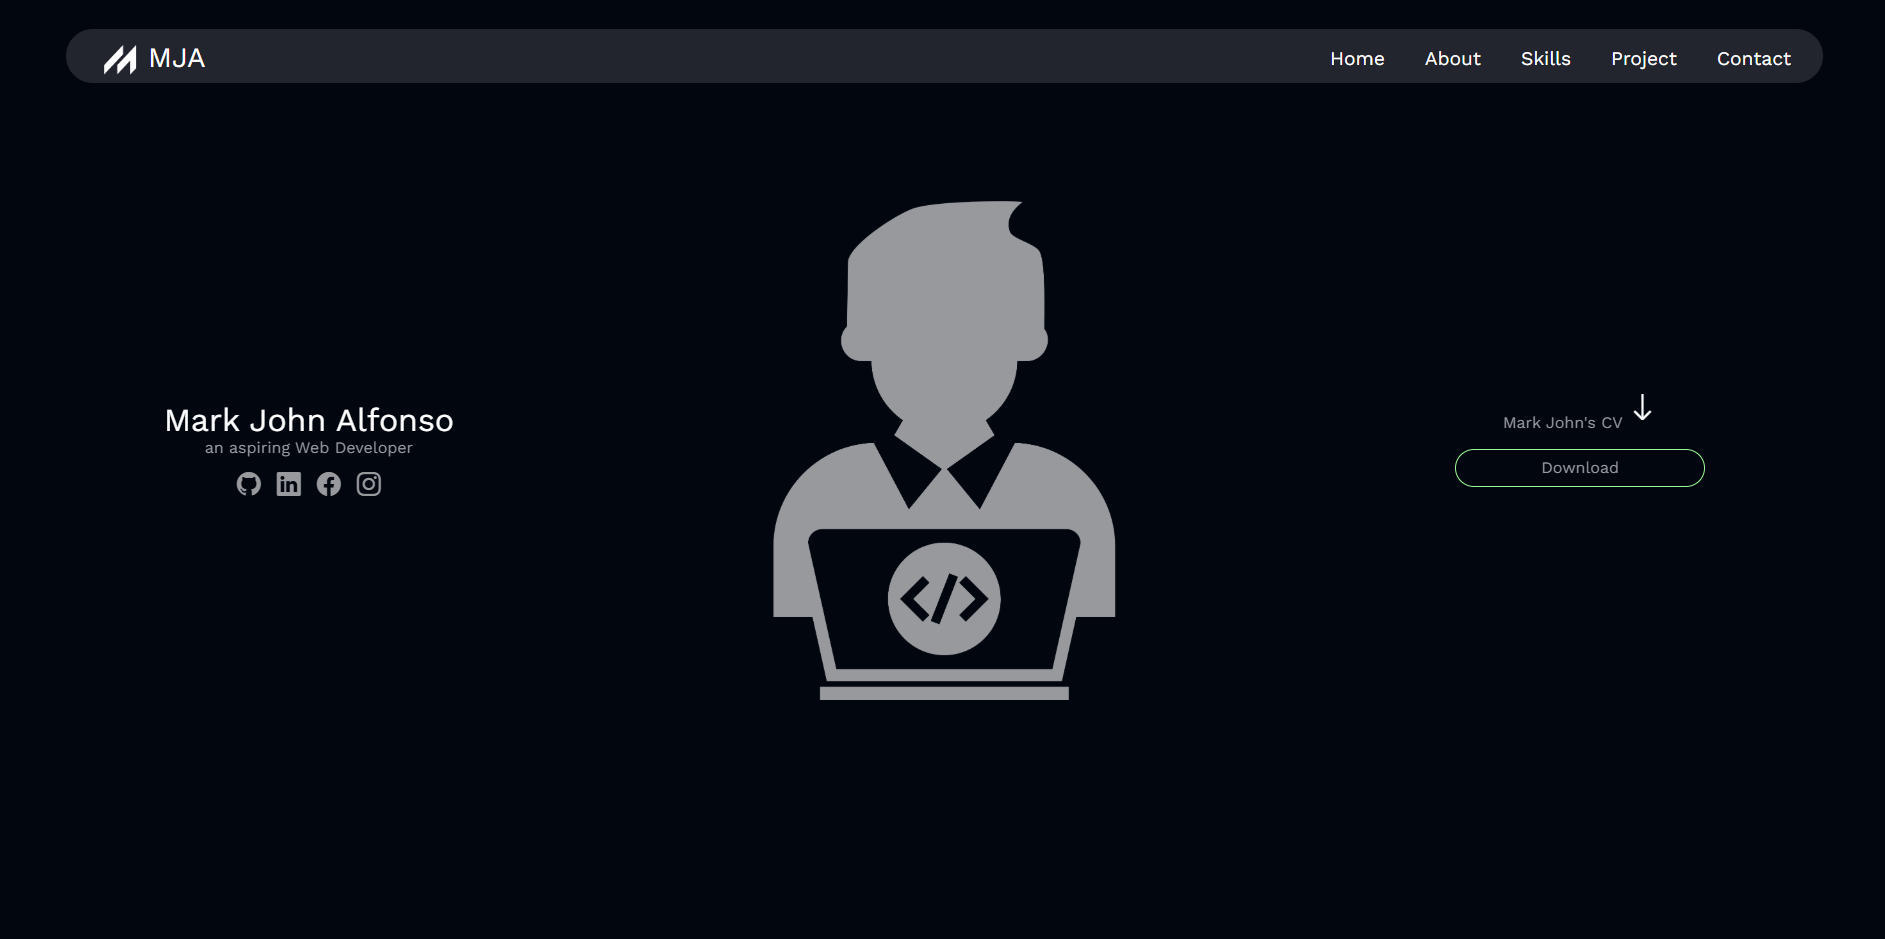 MJA
Home About Skills Project Contact
Mark John Alfonso
an aspiring Web Developer
Mark John's CV
Download
</>